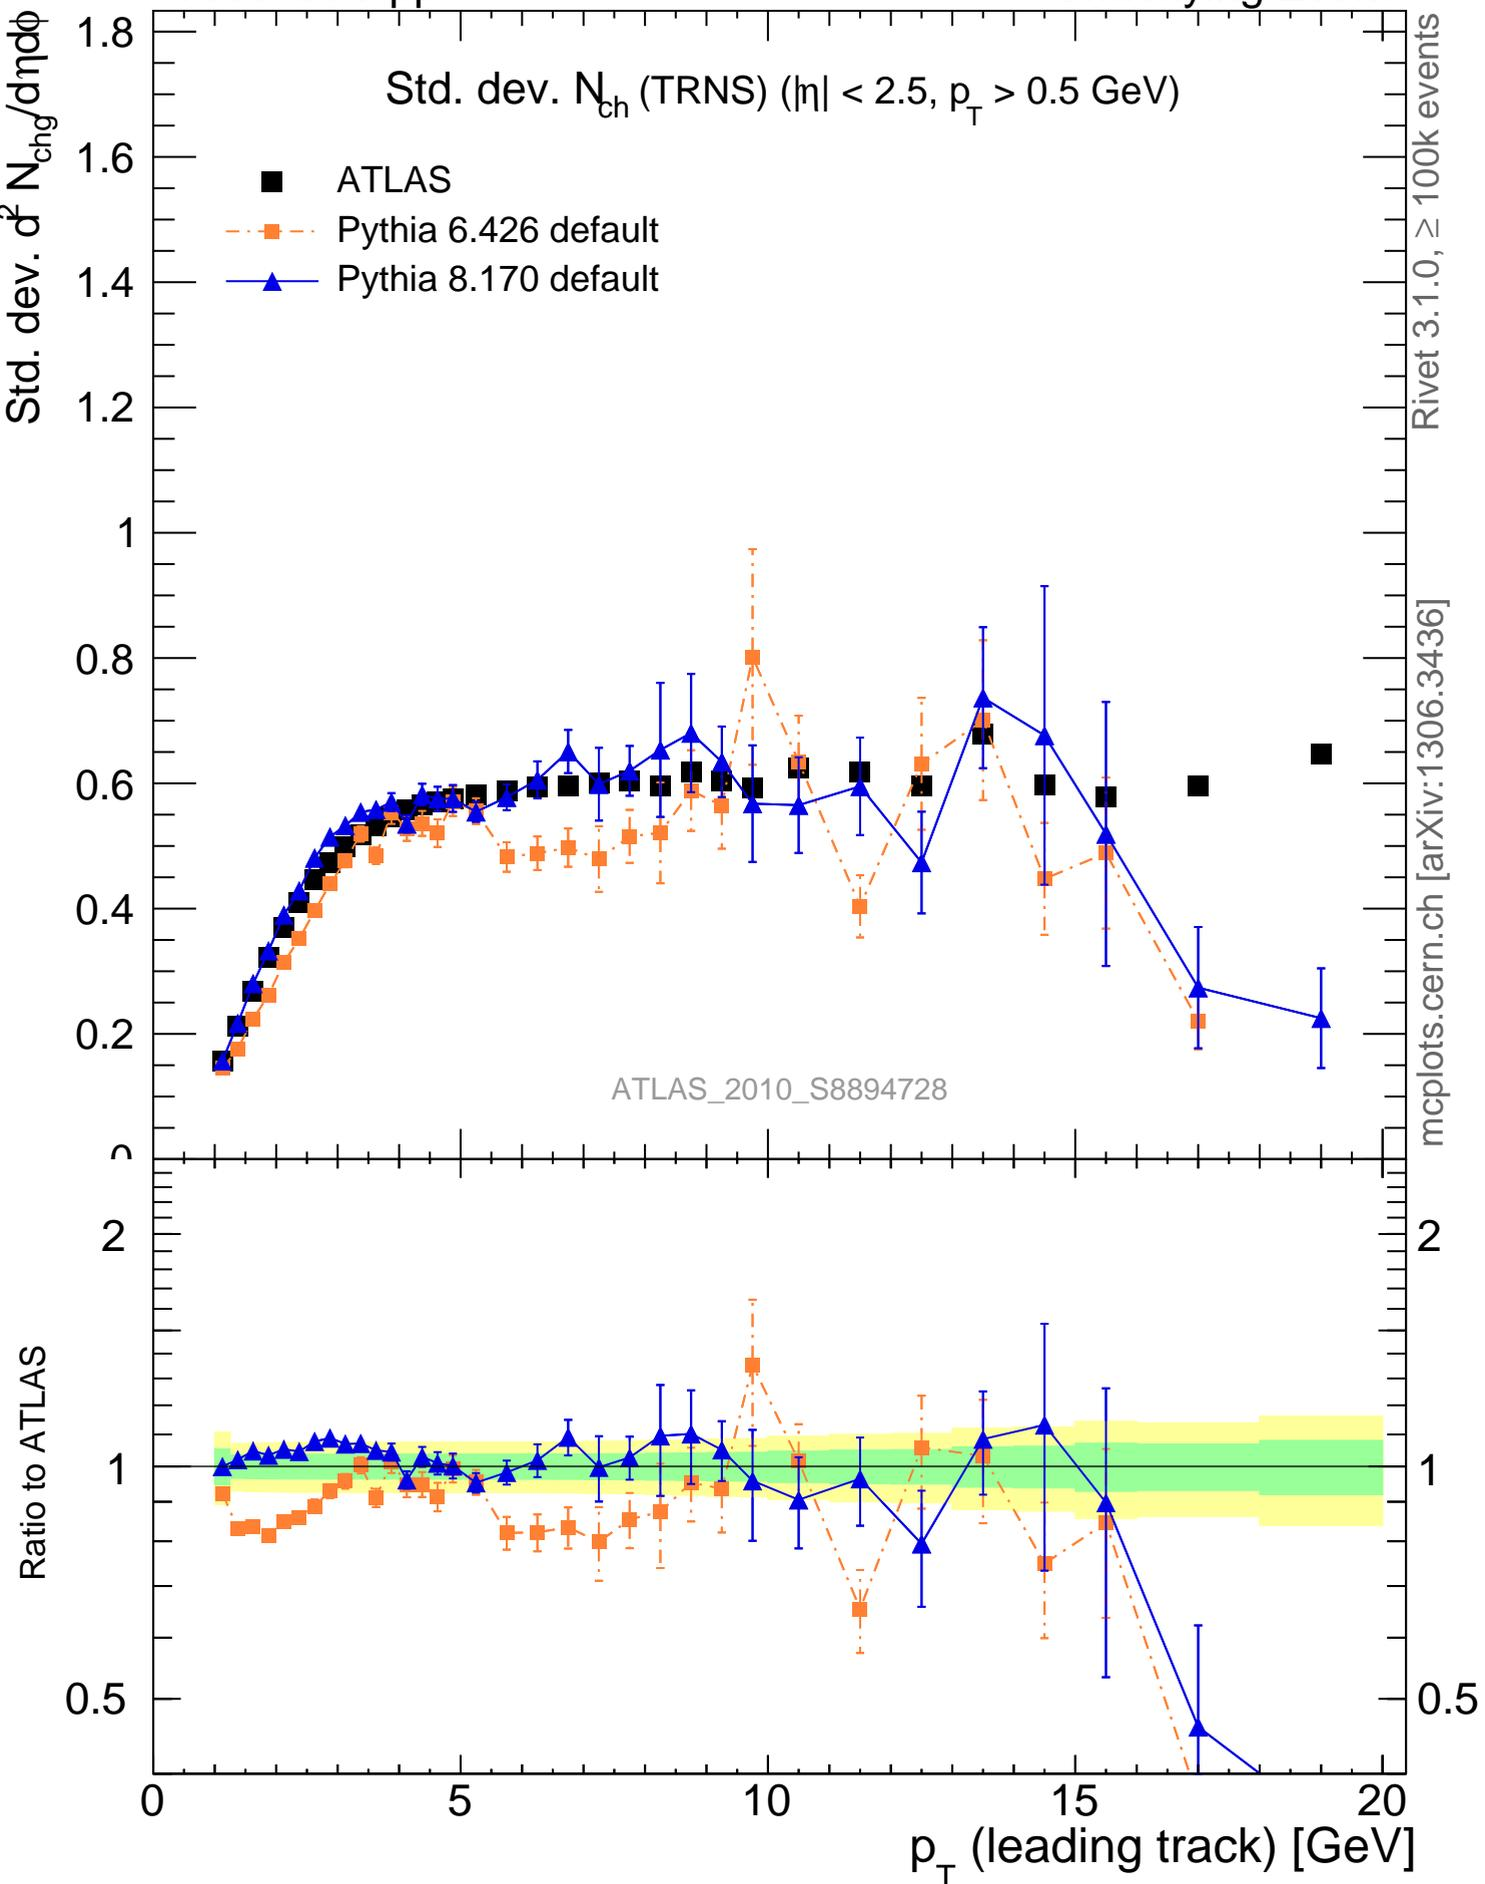 Std. dev. N_ch (TRNS) (|η| < 2.5, p_T > 0.5 GeV)
ATLAS
Pythia 6.426 default
Pythia 8.170 default
Std. dev. d² N_chg/dηdφ
1.8
1.6
1.4
1.2
1
0.8
0.6
0.4
0.2
0
ATLAS_2010_S8894728
Rivet 3.1.0, ≥ 100k events
mcplots.cern.ch [arXiv:1306.3436]
Ratio to ATLAS
2
1
0.5
2
1
0.5
0 5 10 15 20
p_T (leading track) [GeV]